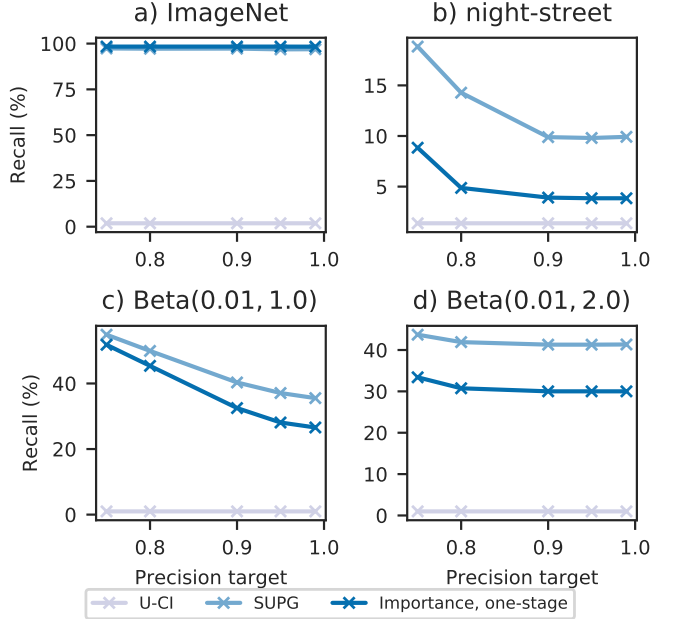 a) ImageNet
b) night-street
Recall (%)
100
75
50
25
0
0.8 0.9 1.0
15
10
5
0.8 0.9 1.0
c) Beta(0.01, 1.0)
d) Beta(0.01, 2.0)
Recall (%)
40
20
0
0.8 0.9 1.0
Precision target
40
30
20
10
0
0.8 0.9 1.0
Precision target
U-CI SUPG Importance, one-stage